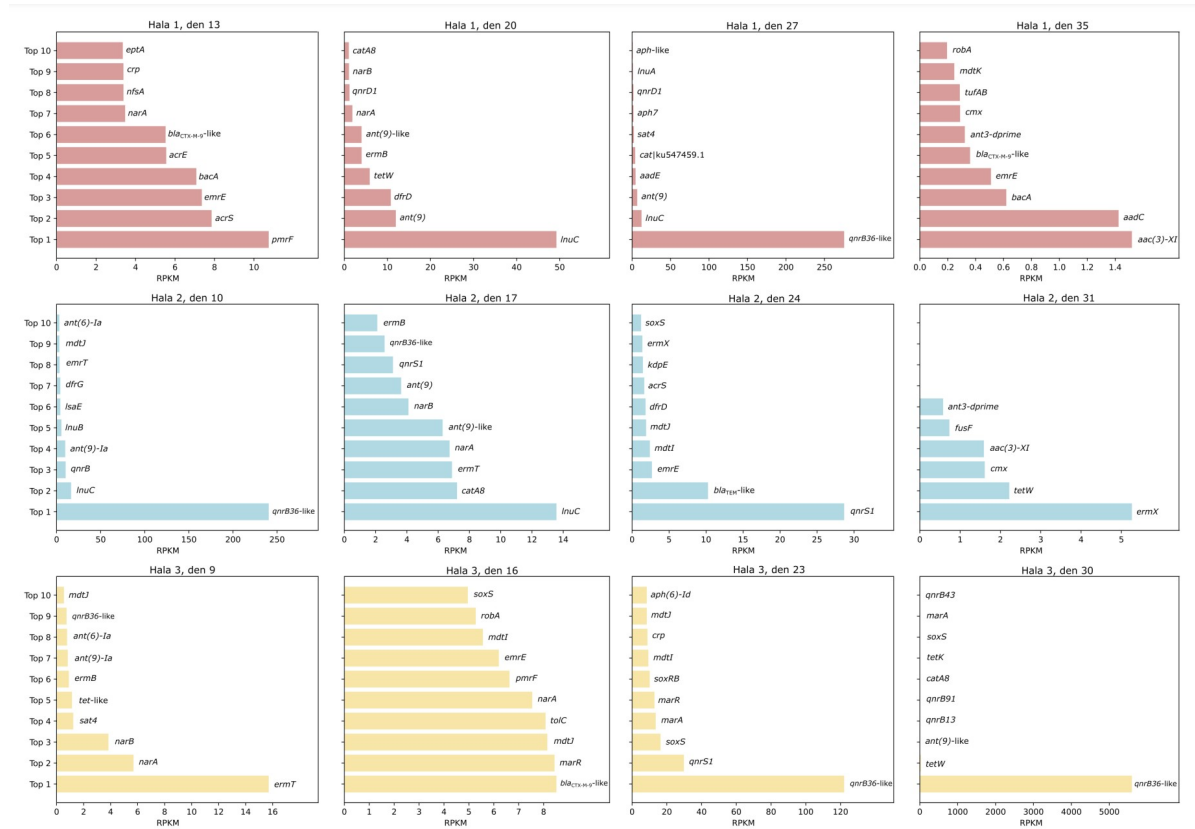 Hala 1, den 13
Top 10 eptA
Top 9 crp
Top 8 nfsA
Top 7 narA
Top 6 blaCTX-M-9-like
Top 5 acrE
Top 4 bacA
Top 3 emrE
Top 2 acrS
Top 1 pmrF
0 2 4 6 8 10
RPKM
Hala 1, den 20
catA8
narB
qnrD1
narA
ant(9)-like
ermB
tetW
dfrD
ant(9)
lnuC
0 10 20 30 40 50
RPKM
Hala 1, den 27
aph-like
lnuA
qnrD1
aph7
sat4
cat|ku547459.1
aadE
ant(9)
lnuC
qnrB36-like
0 50 100 150 200 250
RPKM
Hala 1, den 35
robA
mdtK
tufAB
cmx
ant3-dprime
blaCTX-M-9-like
emrE
bacA
aadC
aac(3)-XI
0.0 0.2 0.4 0.6 0.8 1.0 1.2 1.4
RPKM
Hala 2, den 10
Top 10 ant(6)-Ia
Top 9 mdtJ
Top 8 emrT
Top 7 dfrG
Top 6 lsaE
Top 5 lnuB
Top 4 ant(9)-Ia
Top 3 qnrB
Top 2 lnuC
Top 1 qnrB36-like
0 50 100 150 200 250
RPKM
Hala 2, den 17
ermB
qnrB36-like
qnrS1
ant(9)
narB
ant(9)-like
narA
ermT
catA8
lnuC
0 2 4 6 8 10 12 14
RPKM
Hala 2, den 24
soxS
ermX
kdpE
acrS
dfrD
mdtJ
mdtI
emrE
blaTEM-like
qnrS1
0 10 20 30
RPKM
Hala 2, den 31
ant3-dprime
fusF
aac(3)-XI
cmx
tetW
ermX
0 1 2 3 4 5
RPKM
Hala 3, den 9
Top 10 mdtJ
Top 9 qnrB36-like
Top 8 ant(6)-Ia
Top 7 ant(9)-Ia
Top 6 ermB
Top 5 tet-like
Top 4 sat4
Top 3 narB
Top 2 narA
Top 1 ermT
0 2 4 6 8 10 12 14 16
RPKM
Hala 3, den 16
soxS
robA
mdtI
emrE
pmrF
narA
tolC
mdtJ
marR
blaCTX-M-9-like
0 1 2 3 4 5 6 7 8
RPKM
Hala 3, den 23
aph(6)-Id
mdtJ
crp
mdtI
soxRB
marR
marA
soxS
qnrS1
qnrB36-like
0 20 40 60 80 100 120
RPKM
Hala 3, den 30
qnrB43
marA
soxS
tetK
catA8
qnrB91
qnrB13
ant(9)-like
tetW
qnrB36-like
0 1000 2000 3000 4000 5000
RPKM